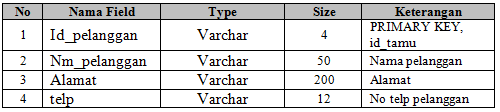 No Nama Field Type Size Keterangan
1 Id_pelanggan Varchar 4 PRIMARY KEY, id_tamu
2 Nm_pelanggan Varchar 50 Nama pelanggan
3 Alamat Varchar 200 Alamat
4 telp Varchar 12 No telp pelanggan